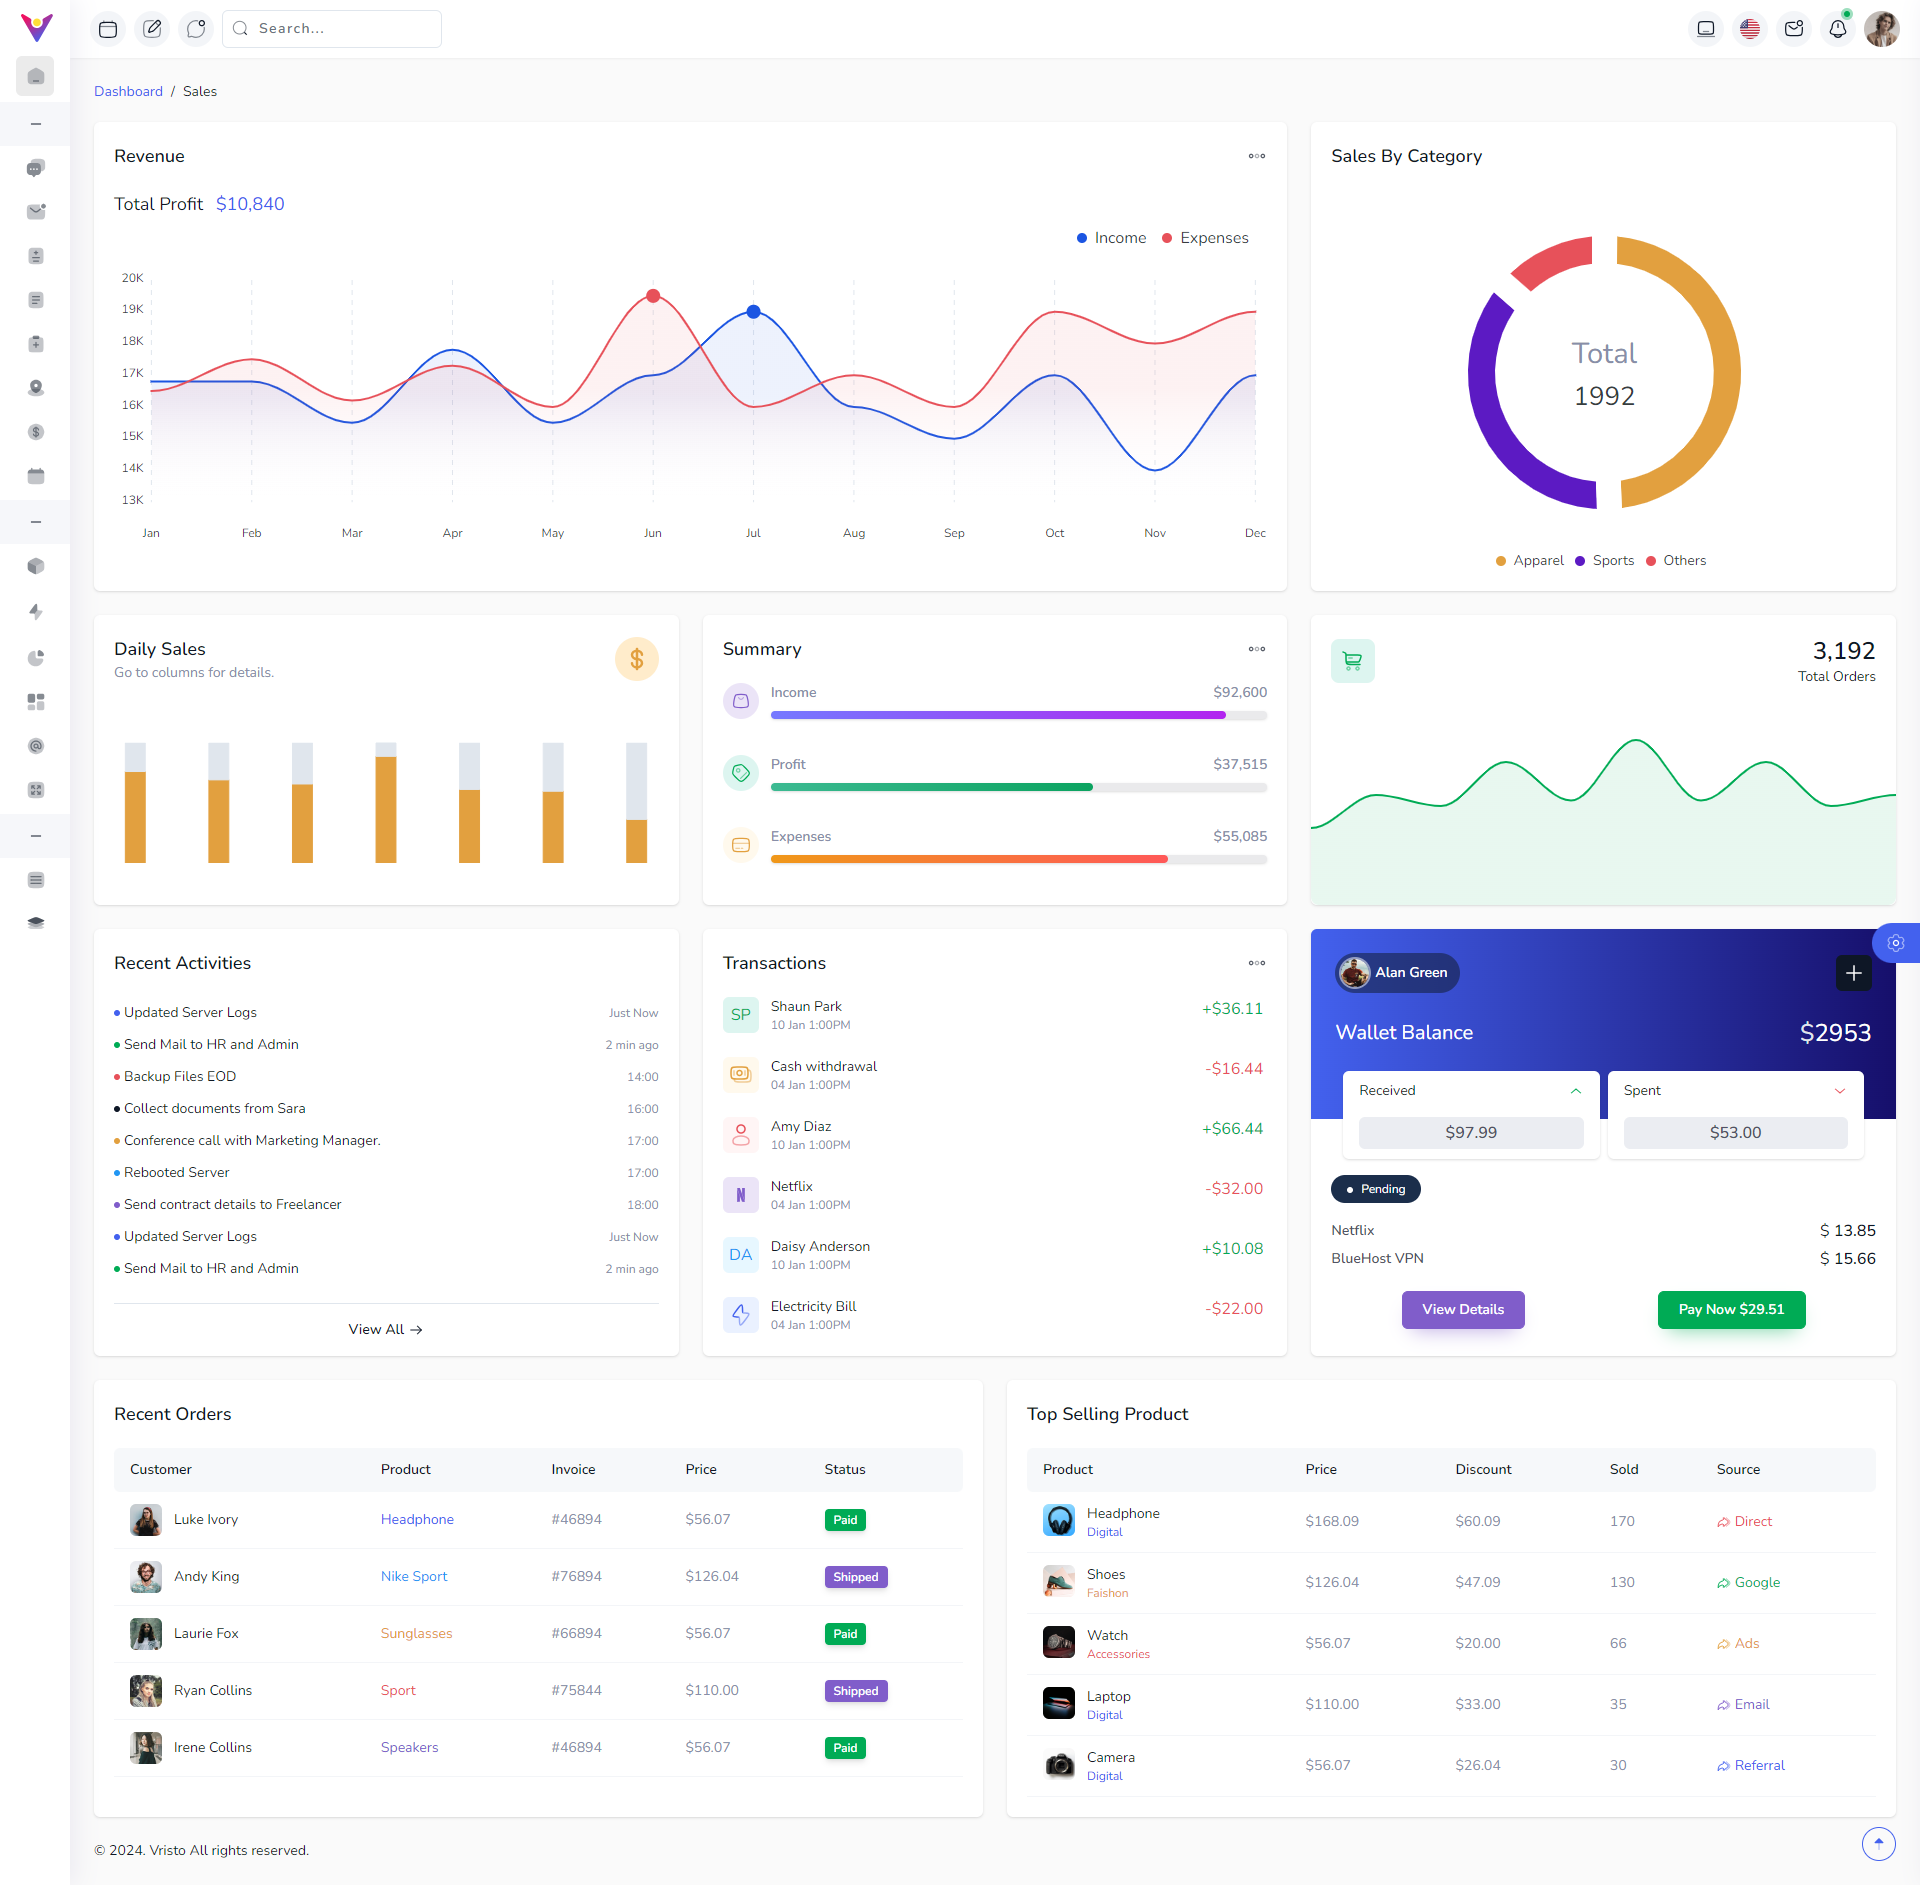 Search...
Dashboard / Sales
Revenue
Total Profit $10,840
Income Expenses
20K
19K
18K
17K
16K
15K
14K
13K
Jan Feb Mar Apr May Jun Jul Aug Sep Oct Nov Dec
Sales By Category
Total
1992
Apparel Sports Others
Daily Sales
Go to columns for details.
$
Summary
Income $92,600
Profit $37,515
Expenses $55,085
3,192
Total Orders
Recent Activities
Updated Server Logs Just Now
Send Mail to HR and Admin 2 min ago
Backup Files EOD 14:00
Collect documents from Sara 16:00
Conference call with Marketing Manager. 17:00
Rebooted Server 17:00
Send contract details to Freelancer 18:00
Updated Server Logs Just Now
Send Mail to HR and Admin 2 min ago
View All
Transactions
SP Shaun Park +$36.11
10 Jan 1:00PM
Cash withdrawal -$16.44
04 Jan 1:00PM
Amy Diaz +$66.44
10 Jan 1:00PM
N Netflix -$32.00
04 Jan 1:00PM
DA Daisy Anderson +$10.08
10 Jan 1:00PM
Electricity Bill -$22.00
04 Jan 1:00PM
Alan Green
Wallet Balance $2953
Received Spent
$97.99 $53.00
Pending
Netflix $ 13.85
BlueHost VPN $ 15.66
View Details Pay Now $29.51
Recent Orders
Customer Product Invoice Price Status
Luke Ivory Headphone #46894 $56.07 Paid
Andy King Nike Sport #76894 $126.04 Shipped
Laurie Fox Sunglasses #66894 $56.07 Paid
Ryan Collins Sport #75844 $110.00 Shipped
Irene Collins Speakers #46894 $56.07 Paid
Top Selling Product
Product Price Discount Sold Source
Headphone $168.09 $60.09 170 Direct
Digital
Shoes $126.04 $47.09 130 Google
Faishon
Watch $56.07 $20.00 66 Ads
Accessories
Laptop $110.00 $33.00 35 Email
Digital
Camera $56.07 $26.04 30 Referral
Digital
© 2024. Vristo All rights reserved.